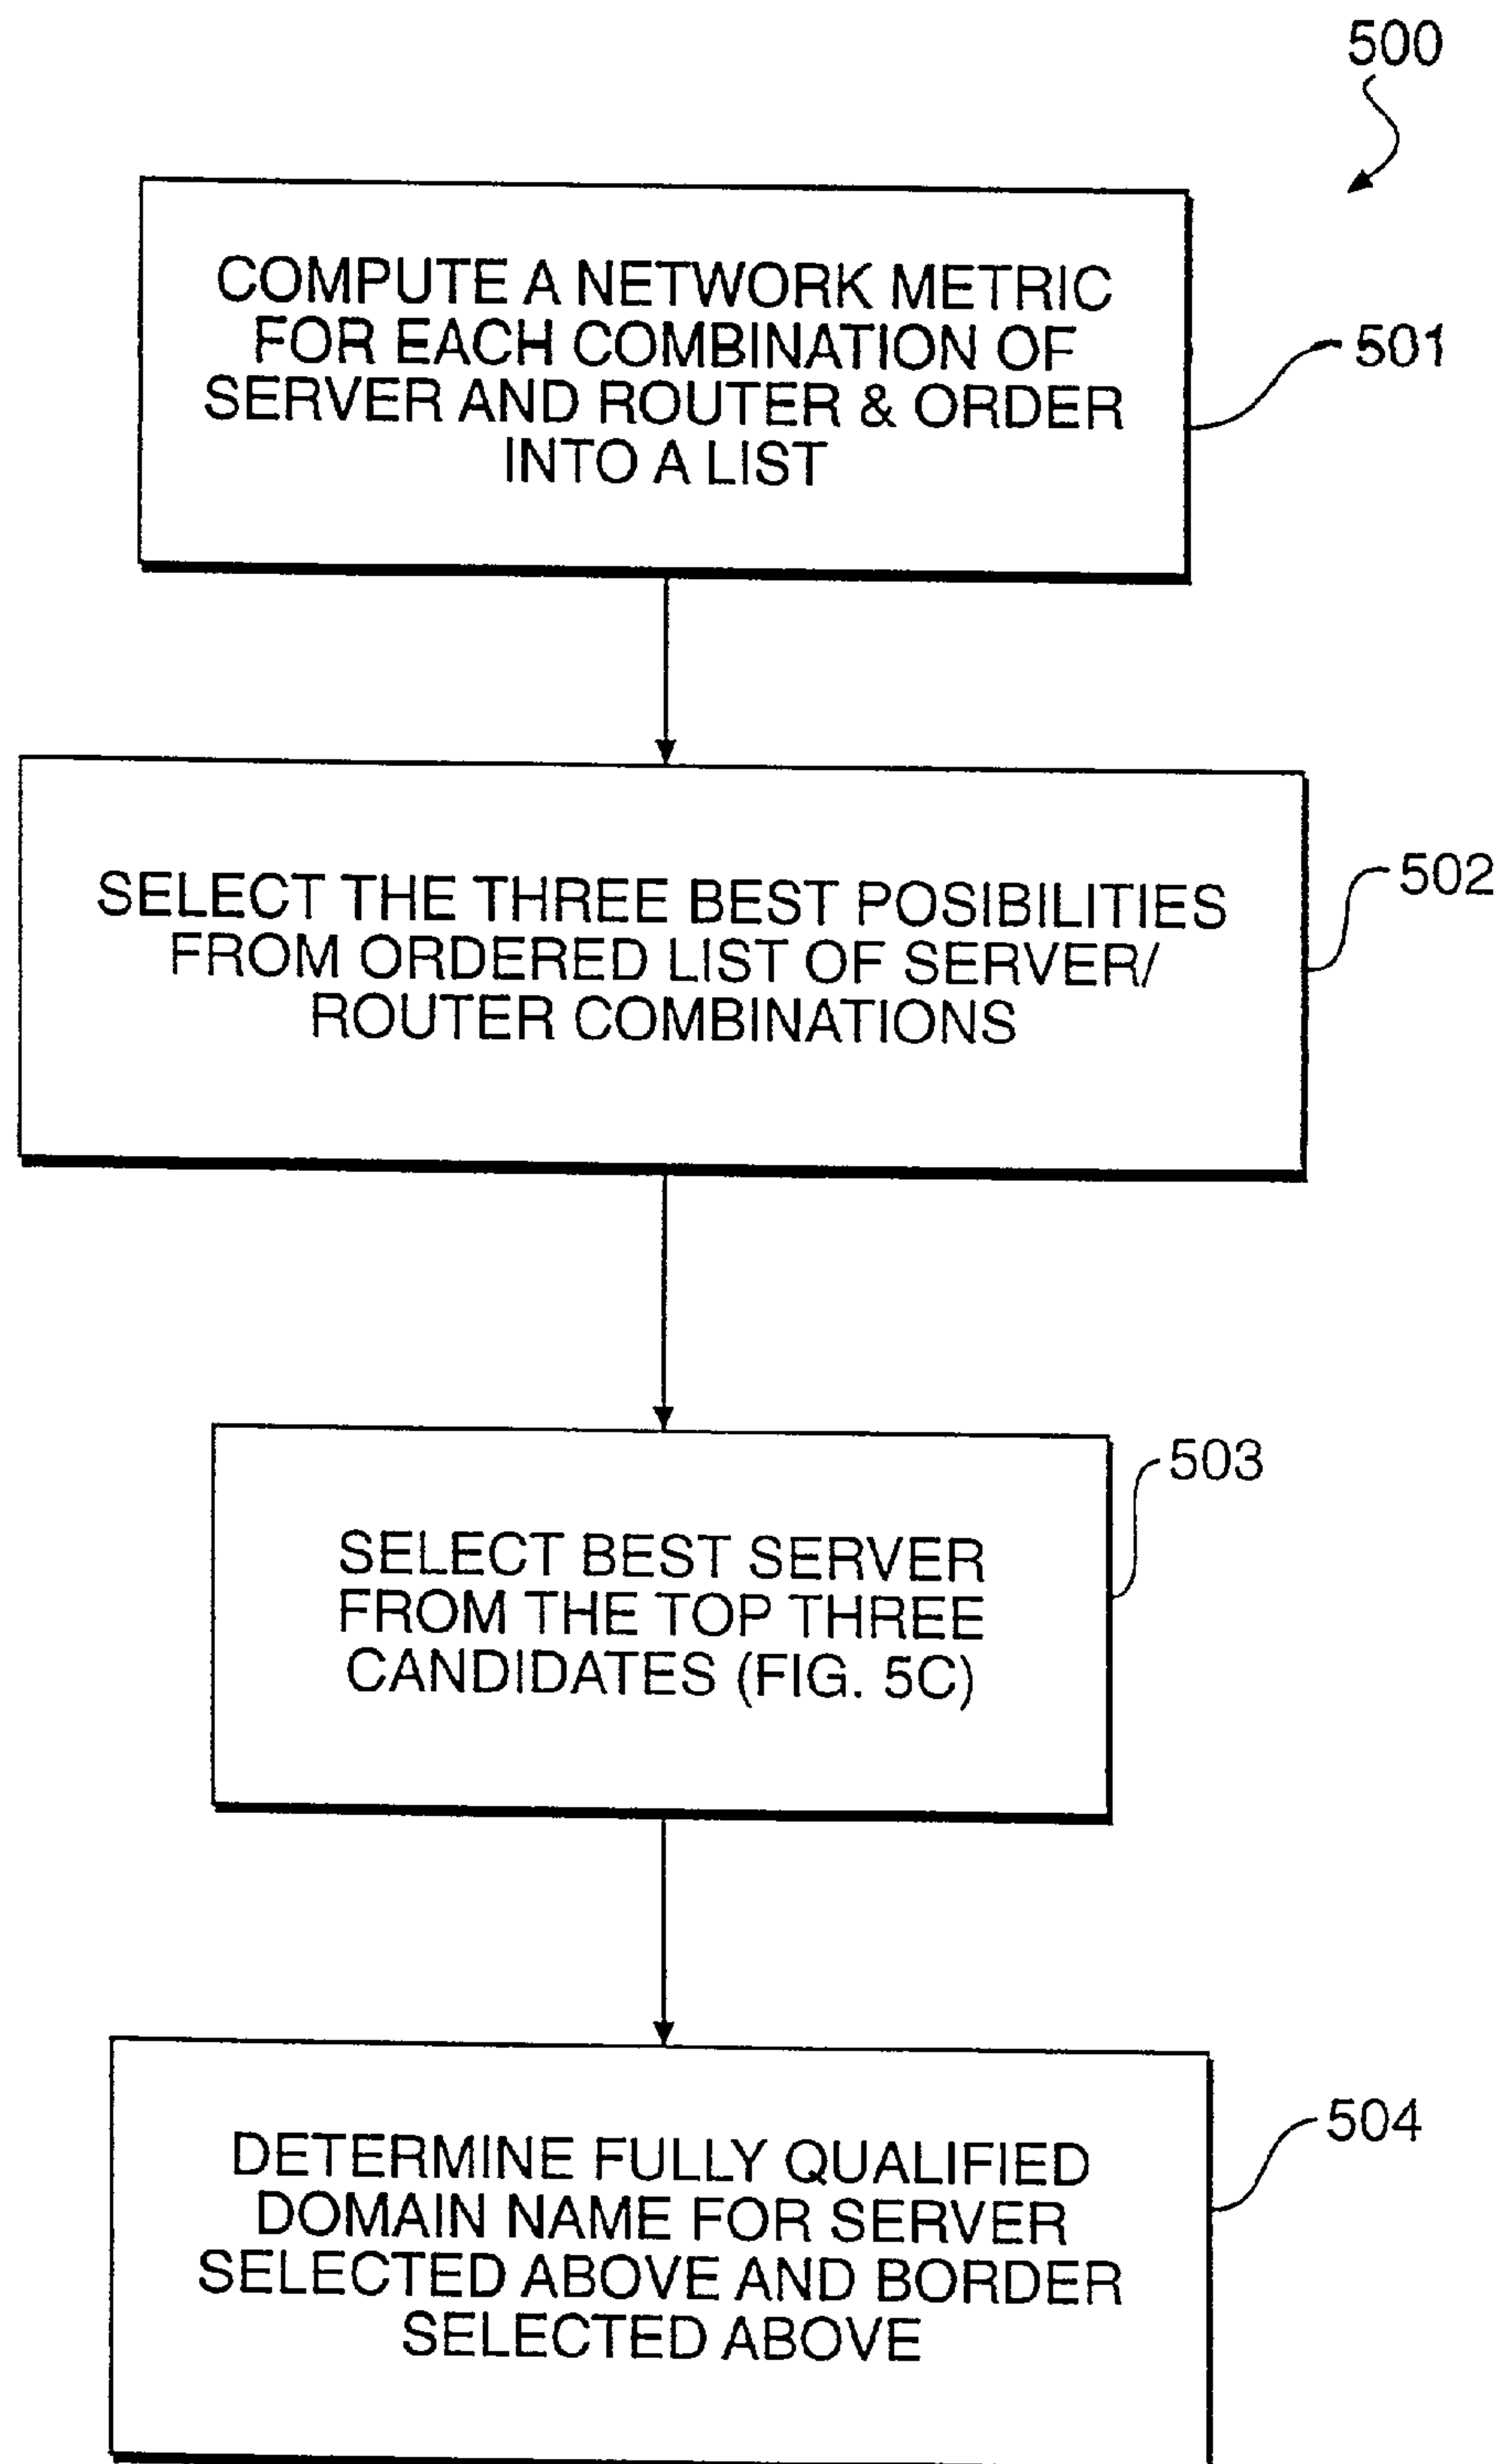 500
COMPUTE A NETWORK METRIC
FOR EACH COMBINATION OF
SERVER AND ROUTER & ORDER
INTO A LIST
501
SELECT THE THREE BEST POSIBILITIES
FROM ORDERED LIST OF SERVER/
ROUTER COMBINATIONS
502
SELECT BEST SERVER
FROM THE TOP THREE
CANDIDATES (FIG. 5C)
503
DETERMINE FULLY QUALIFIED
DOMAIN NAME FOR SERVER
SELECTED ABOVE AND BORDER
SELECTED ABOVE
504